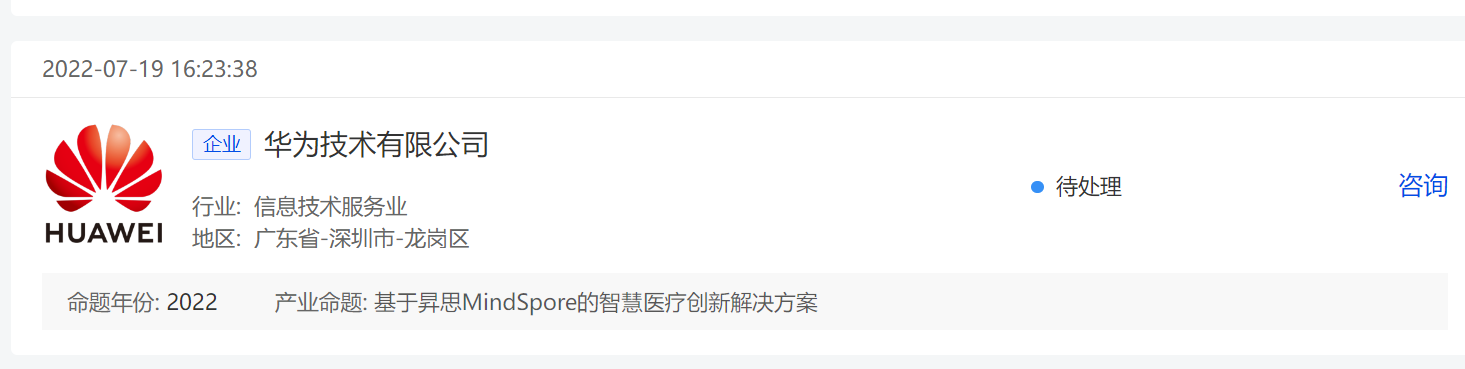 2022-07-19 16:23:38
企业 华为技术有限公司
HUAWEI
行业: 信息技术服务业
地区: 广东省-深圳市-龙岗区
待处理
咨询
命题年份: 2022 产业命题: 基于昇思MindSpore的智慧医疗创新解决方案